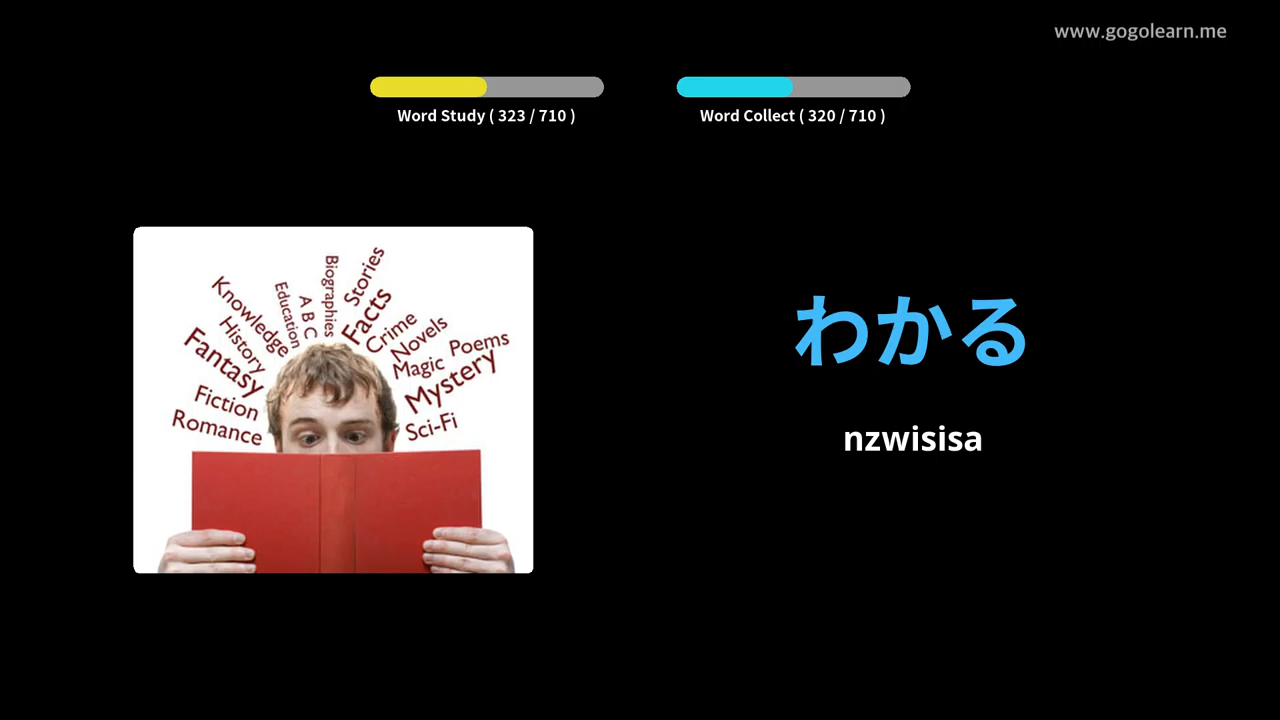 www.gogolearn.me
Word Study ( 323 / 710 )
Word Collect ( 320 / 710 )
Knowledge
Education
A B C
Biographies
Stories
Facts
Crime
Novels
Poems
Magic
Mystery
Sci-Fi
History
Fantasy
Fiction
Romance
わかる
nzwisisa